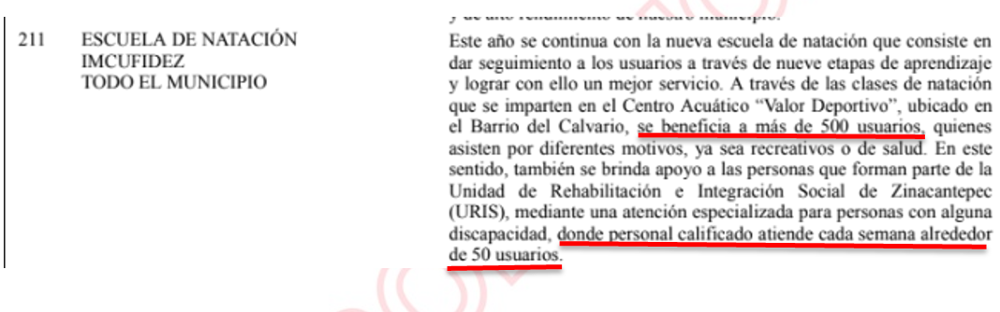 y de alto rendimiento de nuestro municipio.
211 ESCUELA DE NATACIÓN
IMCUFIDEZ
TODO EL MUNICIPIO
Este año se continua con la nueva escuela de natación que consiste en
dar seguimiento a los usuarios a través de nueve etapas de aprendizaje
y lograr con ello un mejor servicio. A través de las clases de natación
que se imparten en el Centro Acuático “Valor Deportivo”, ubicado en
el Barrio del Calvario, se beneficia a más de 500 usuarios, quienes
asisten por diferentes motivos, ya sea recreativos o de salud. En este
sentido, también se brinda apoyo a las personas que forman parte de la
Unidad de Rehabilitación e Integración Social de Zinacantepec
(URIS), mediante una atención especializada para personas con alguna
discapacidad, donde personal calificado atiende cada semana alrededor
de 50 usuarios.